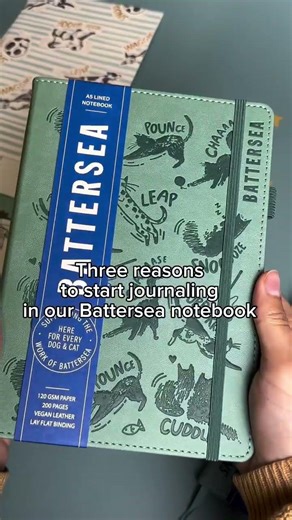 A5 LINED
NOTEBOOK
BATTERSEA
POUNCE
LEAP
BATTERSEA
Three reasons
to start journaling
in our Battersea notebook
HERE
FOR EVERY
DOG & CAT
WORK OF BATTERSEA
120 GSM PAPER
200 PAGES
VEGAN LEATHER
LAY FLAT BINDING
POUNCE
CUDDL